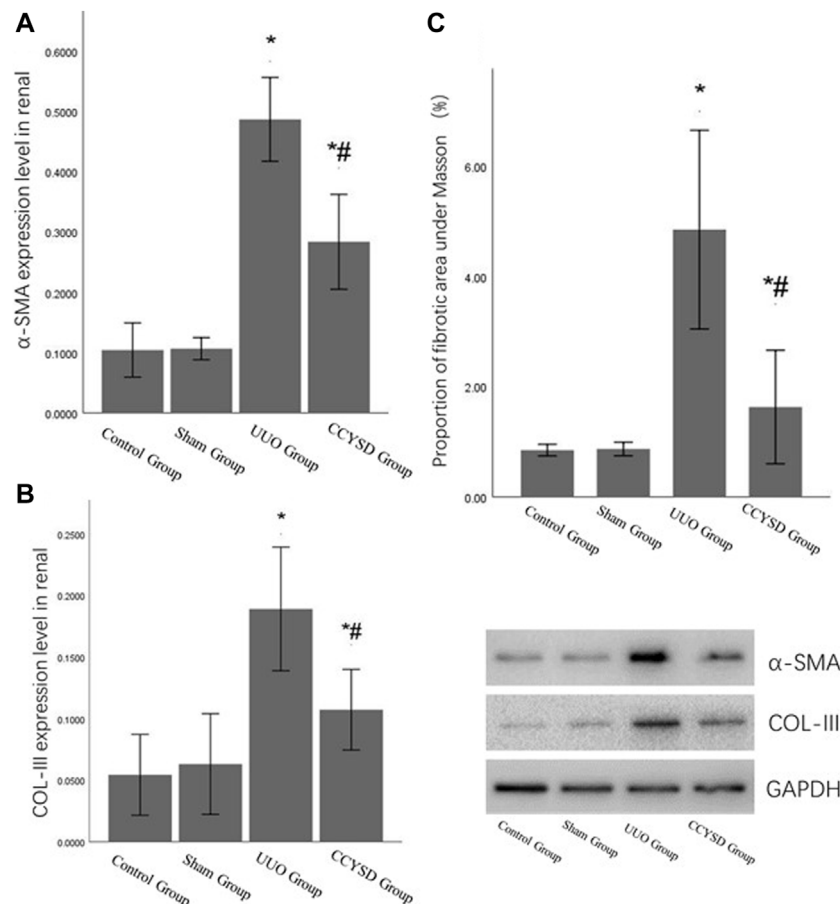 A
α-SMA expression level in renal
0.6000
0.5000
0.4000
0.3000
0.2000
0.1000
0.0000
*
*#
Control Group
Sham Group
UUO Group
CCYSD Group
B
COL-III expression level in renal
0.2500
0.2000
0.1500
0.1000
0.0500
0.0000
*
*#
Control Group
Sham Group
UUO Group
CCYSD Group
C
Proportion of fibrotic area under Masson (%)
6.00
4.00
2.00
0.00
*
*#
Control Group
Sham Group
UUO Group
CCYSD Group
α-SMA
COL-III
GAPDH
Control Group
Sham Group
UUO Group
CCYSD Group